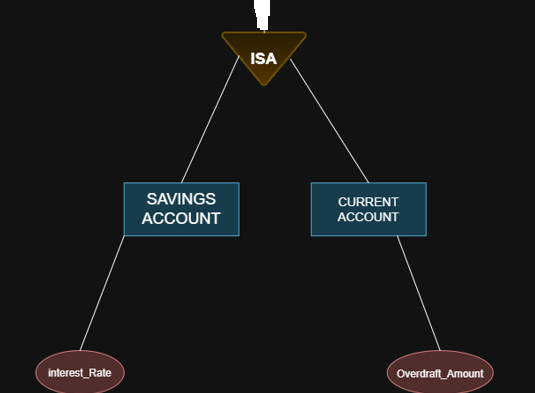 ISA
SAVINGS
ACCOUNT
CURRENT
ACCOUNT
interest_Rate
Overdraft_Amount